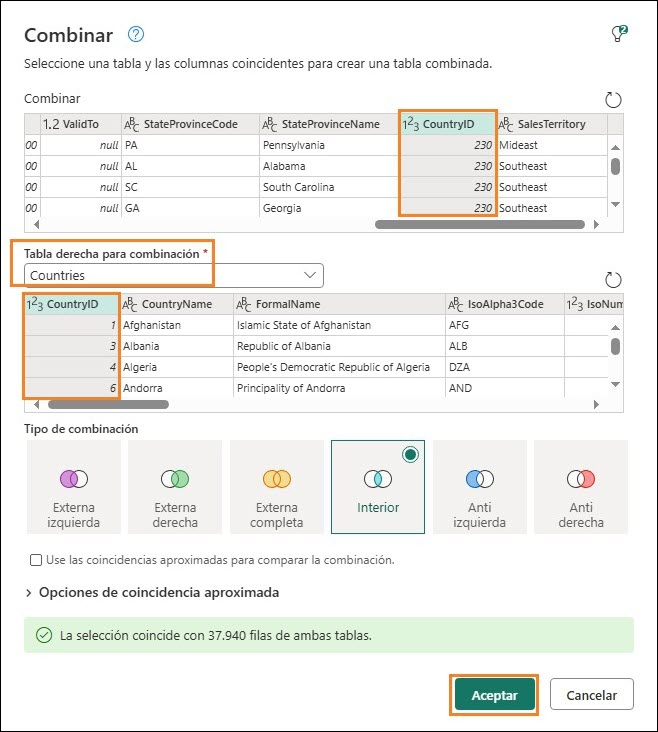 Combinar ?
2
Seleccione una tabla y las columnas coincidentes para crear una tabla combinada.
Combinar
1.2 ValidTo ABC StateProvinceCode ABC StateProvinceName 123 CountryID ABC SalesTerritory
00 null PA Pennsylvania 230 Mideast
00 null AL Alabama 230 Southeast
00 null SC South Carolina 230 Southeast
00 null GA Georgia 230 Southeast
Tabla derecha para combinación *
Countries
123 CountryID ABC CountryName ABC FormalName ABC IsoAlpha3Code 123 IsoNum
1 Afghanistan Islamic State of Afghanistan AFG
3 Albania Republic of Albania ALB
4 Algeria People's Democratic Republic of Algeria DZA
6 Andorra Principality of Andorra AND
Tipo de combinación
Externa izquierda Externa derecha Externa completa Interior Anti izquierda Anti derecha
Use las coincidencias aproximadas para comparar la combinación.
> Opciones de coincidencia aproximada
La selección coincide con 37.940 filas de ambas tablas.
Aceptar Cancelar